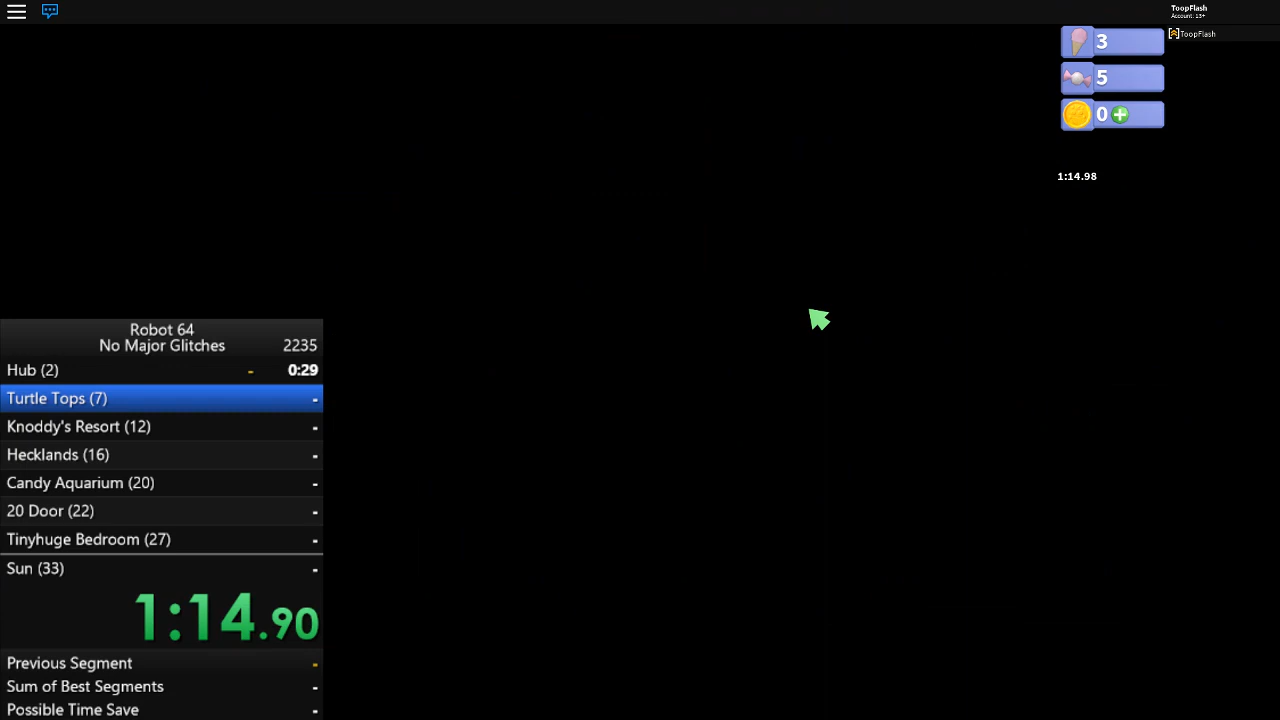 ToopFlash
Account: 13+
ToopFlash
3
5
0
1:14.98
Robot 64
No Major Glitches 2235
Hub (2) - 0:29
Turtle Tops (7) -
Knoddy's Resort (12) -
Hecklands (16) -
Candy Aquarium (20) -
20 Door (22) -
Tinyhuge Bedroom (27) -
Sun (33) -
1:14.90
Previous Segment -
Sum of Best Segments -
Possible Time Save -